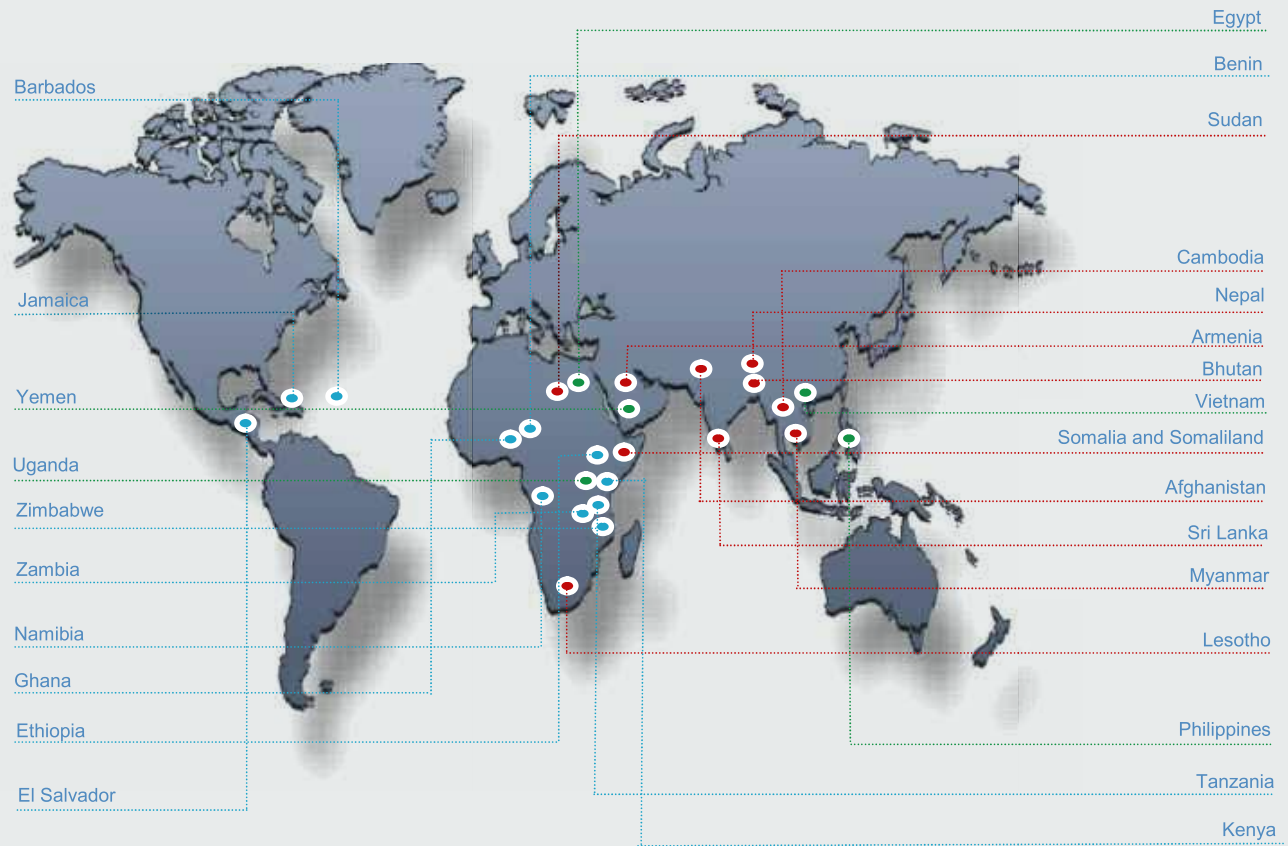 Egypt
Benin
Barbados
Sudan
Cambodia
Nepal
Jamaica
Armenia
Bhutan
Yemen
Vietnam
Somalia and Somaliland
Uganda
Afghanistan
Zimbabwe
Sri Lanka
Zambia
Myanmar
Namibia
Lesotho
Ghana
Ethiopia
Philippines
Tanzania
El Salvador
Kenya